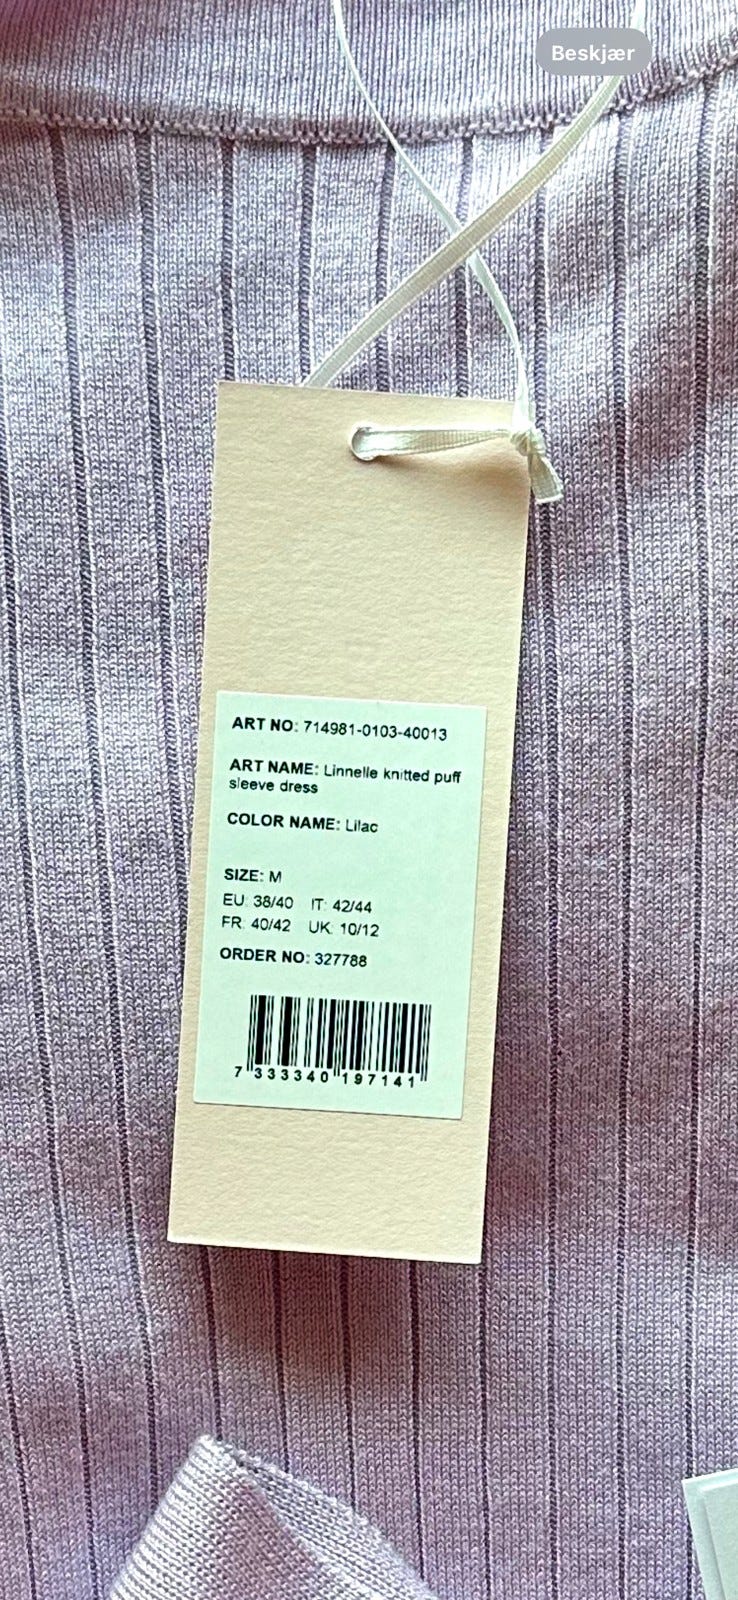 Beskjær
ART NO: 714981-0103-40013
ART NAME: Linnelle knitted puff
sleeve dress
COLOR NAME: Lilac
SIZE: M
EU: 38/40 IT: 42/44
FR: 40/42 UK: 10/12
ORDER NO: 327788
7 333340 197141